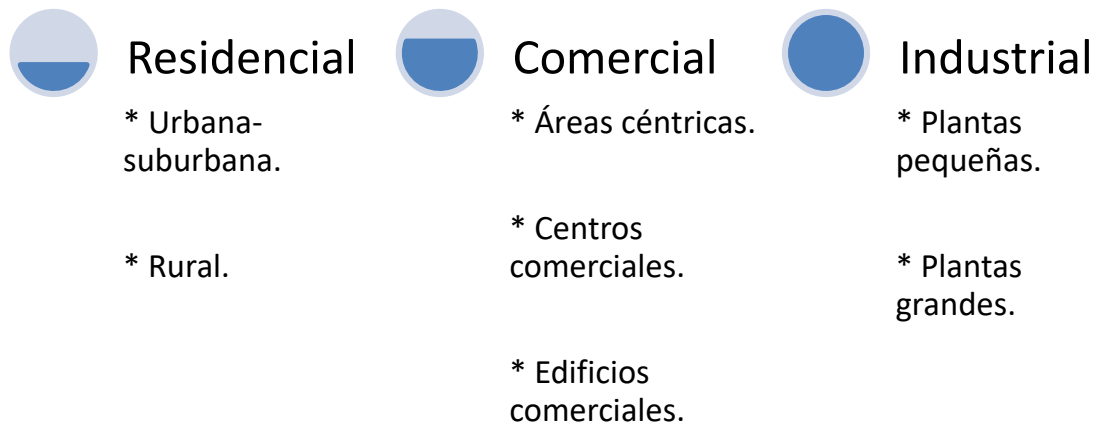 Residencial
* Urbana-
suburbana.
* Rural.
Comercial
* Áreas céntricas.
* Centros
comerciales.
* Edificios
comerciales.
Industrial
* Plantas
pequeñas.
* Plantas
grandes.